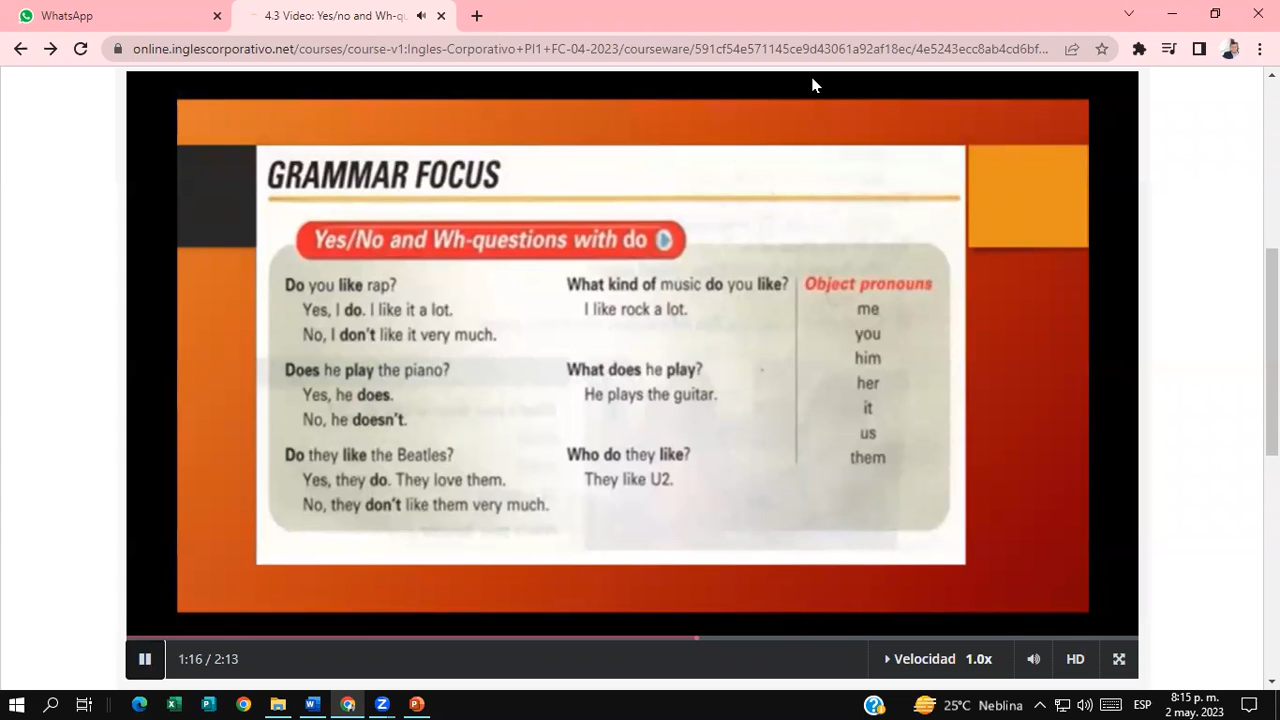 WhatsApp
4.3 Video: Yes/no and Wh-qu
online.inglescorporativo.net/courses/course-v1:Ingles-Corporativo+PI1+FC-04-2023/courseware/591cf54e571145ce9d43061a92af18ec/4e5243ecc8ab4cd6bf...
GRAMMAR FOCUS
Yes/No and Wh-questions with do
Do you like rap?
Yes, I do. I like it a lot.
No, I don't like it very much.
Does he play the piano?
Yes, he does.
No, he doesn't.
Do they like the Beatles?
Yes, they do. They love them.
No, they don't like them very much.
What kind of music do you like?
I like rock a lot.
What does he play?
He plays the guitar.
Who do they like?
They like U2.
Object pronouns
me
you
him
her
it
us
them
1:16 / 2:13
Velocidad 1.0x
HD
25°C Neblina
ESP
8:15 p. m.
2 may. 2023